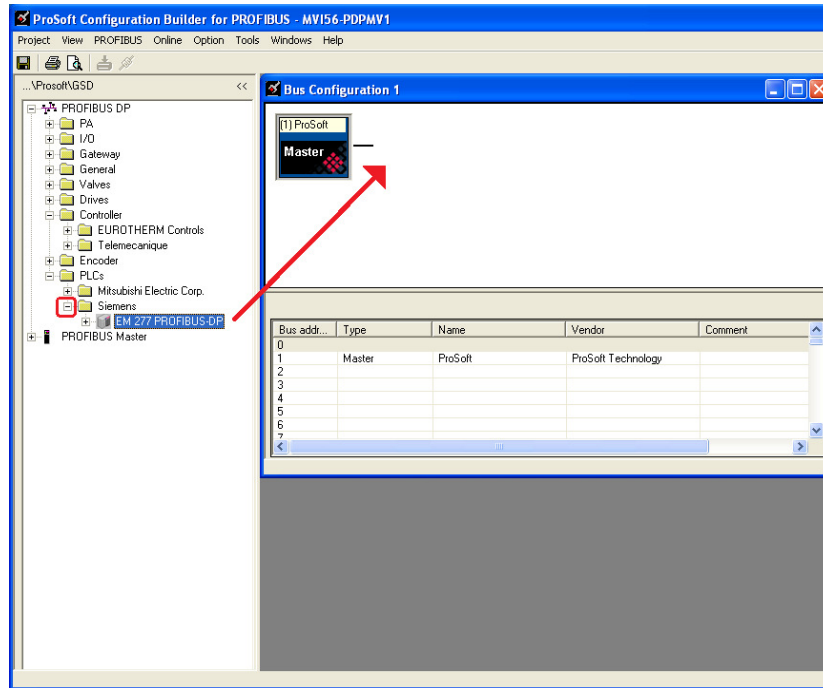 ProSoft Configuration Builder for PROFIBUS - MVI56-PDPMV1
Project View PROFIBUS Online Option Tools Windows Help
...\Prosoft\GSD <<
PROFIBUS DP
PA
I/O
Gateway
General
Valves
Drives
Controller
EUROTHERM Controls
Telemecanique
Encoder
PLCs
Mitsubishi Electric Corp.
Siemens
EM 277 PROFIBUS-DP
PROFIBUS Master
Bus Configuration 1
[1] ProSoft
Master
Bus addr... Type Name Vendor Comment
0
1 Master ProSoft ProSoft Technology
2
3
4
5
6
7